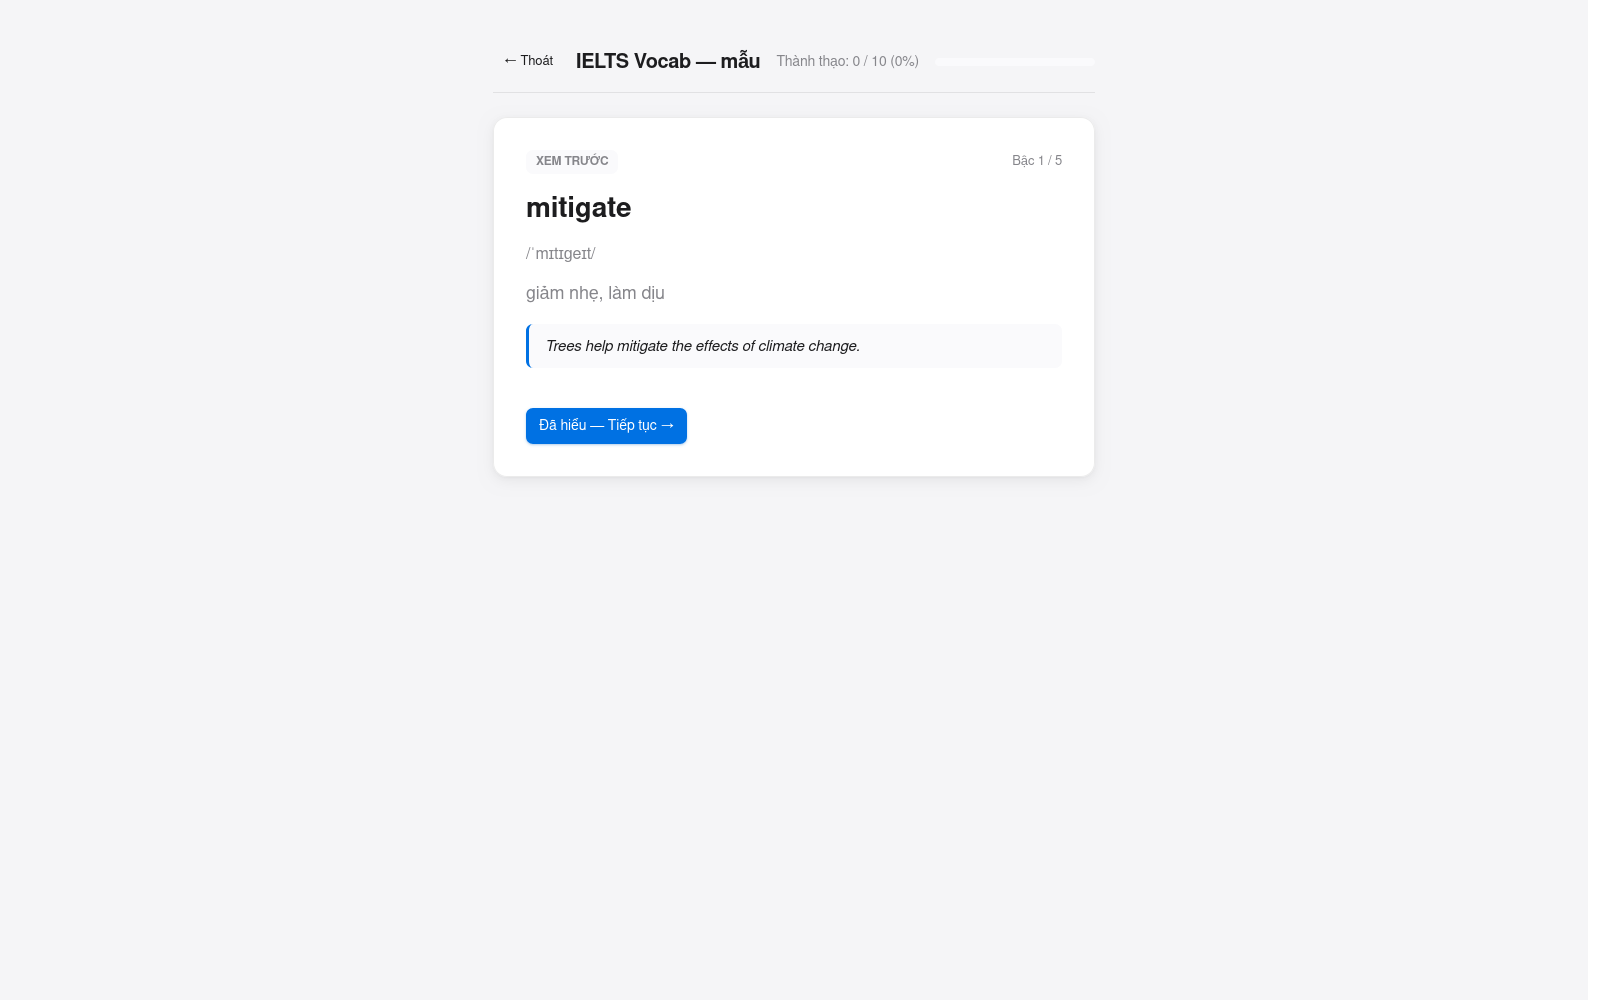 ← Thoát IELTS Vocab — mẫu Thành thạo: 0 / 10 (0%)
XEM TRƯỚC Bậc 1 / 5
mitigate
/ˈmɪtɪɡeɪt/
giảm nhẹ, làm dịu
Trees help mitigate the effects of climate change.
Đã hiểu — Tiếp tục →